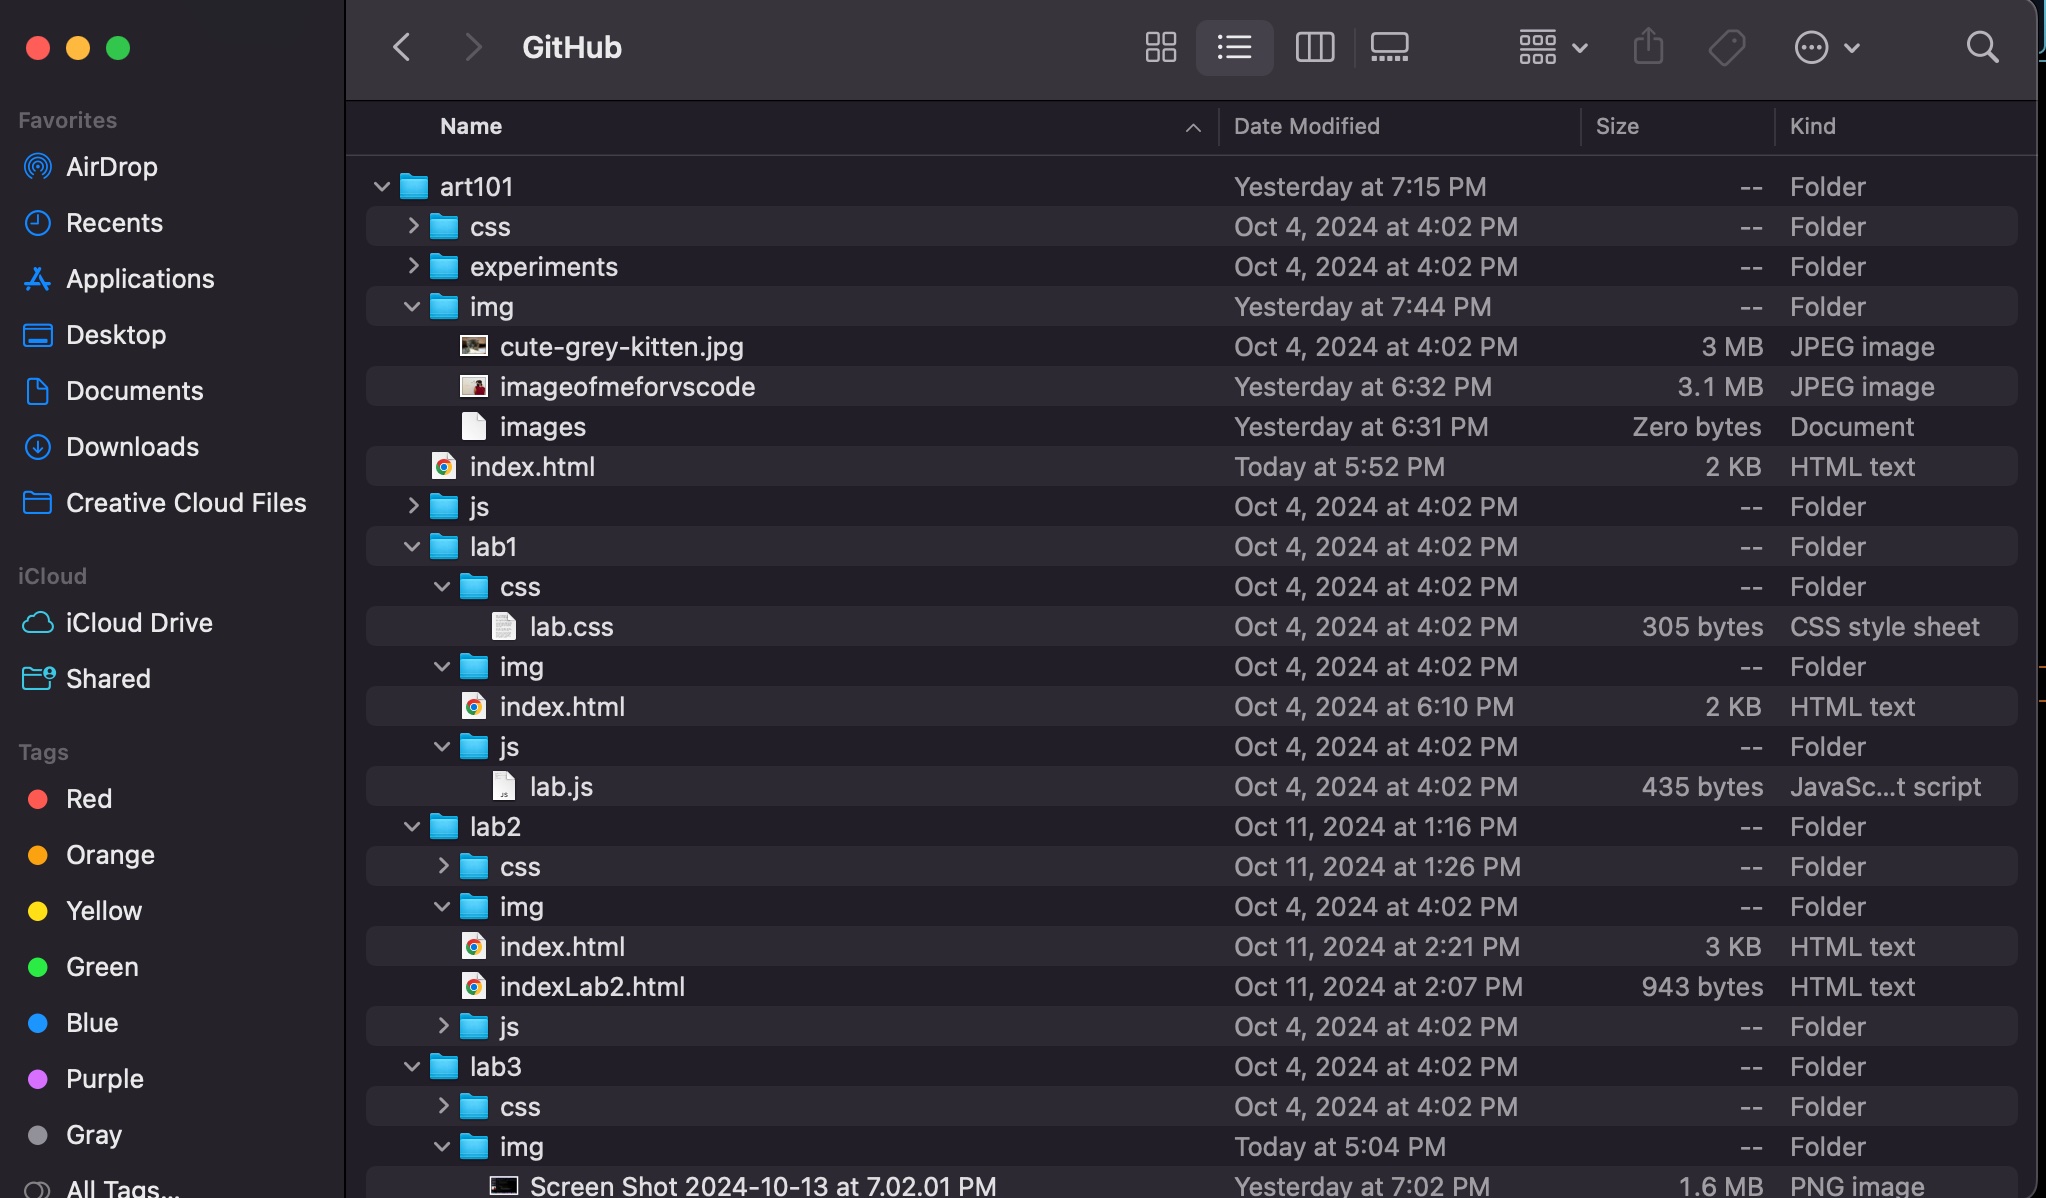 GitHub
Favorites
AirDrop
Recents
Applications
Desktop
Documents
Downloads
Creative Cloud Files
iCloud
iCloud Drive
Shared
Tags
Red
Orange
Yellow
Green
Blue
Purple
Gray
All Tags...
Name Date Modified Size Kind
art101 Yesterday at 7:15 PM -- Folder
css Oct 4, 2024 at 4:02 PM -- Folder
experiments Oct 4, 2024 at 4:02 PM -- Folder
img Yesterday at 7:44 PM -- Folder
cute-grey-kitten.jpg Oct 4, 2024 at 4:02 PM 3 MB JPEG image
imageofmeforvscode Yesterday at 6:32 PM 3.1 MB JPEG image
images Yesterday at 6:31 PM Zero bytes Document
index.html Today at 5:52 PM 2 KB HTML text
js Oct 4, 2024 at 4:02 PM -- Folder
lab1 Oct 4, 2024 at 4:02 PM -- Folder
css Oct 4, 2024 at 4:02 PM -- Folder
lab.css Oct 4, 2024 at 4:02 PM 305 bytes CSS style sheet
img Oct 4, 2024 at 4:02 PM -- Folder
index.html Oct 4, 2024 at 6:10 PM 2 KB HTML text
js Oct 4, 2024 at 4:02 PM -- Folder
lab.js Oct 4, 2024 at 4:02 PM 435 bytes JavaSc...t script
lab2 Oct 11, 2024 at 1:16 PM -- Folder
css Oct 11, 2024 at 1:26 PM -- Folder
img Oct 4, 2024 at 4:02 PM -- Folder
index.html Oct 11, 2024 at 2:21 PM 3 KB HTML text
indexLab2.html Oct 11, 2024 at 2:07 PM 943 bytes HTML text
js Oct 4, 2024 at 4:02 PM -- Folder
lab3 Oct 4, 2024 at 4:02 PM -- Folder
css Oct 4, 2024 at 4:02 PM -- Folder
img Today at 5:04 PM -- Folder
Screen Shot 2024-10-13 at 7.02.01 PM Yesterday at 7:02 PM 1.6 MB PNG image